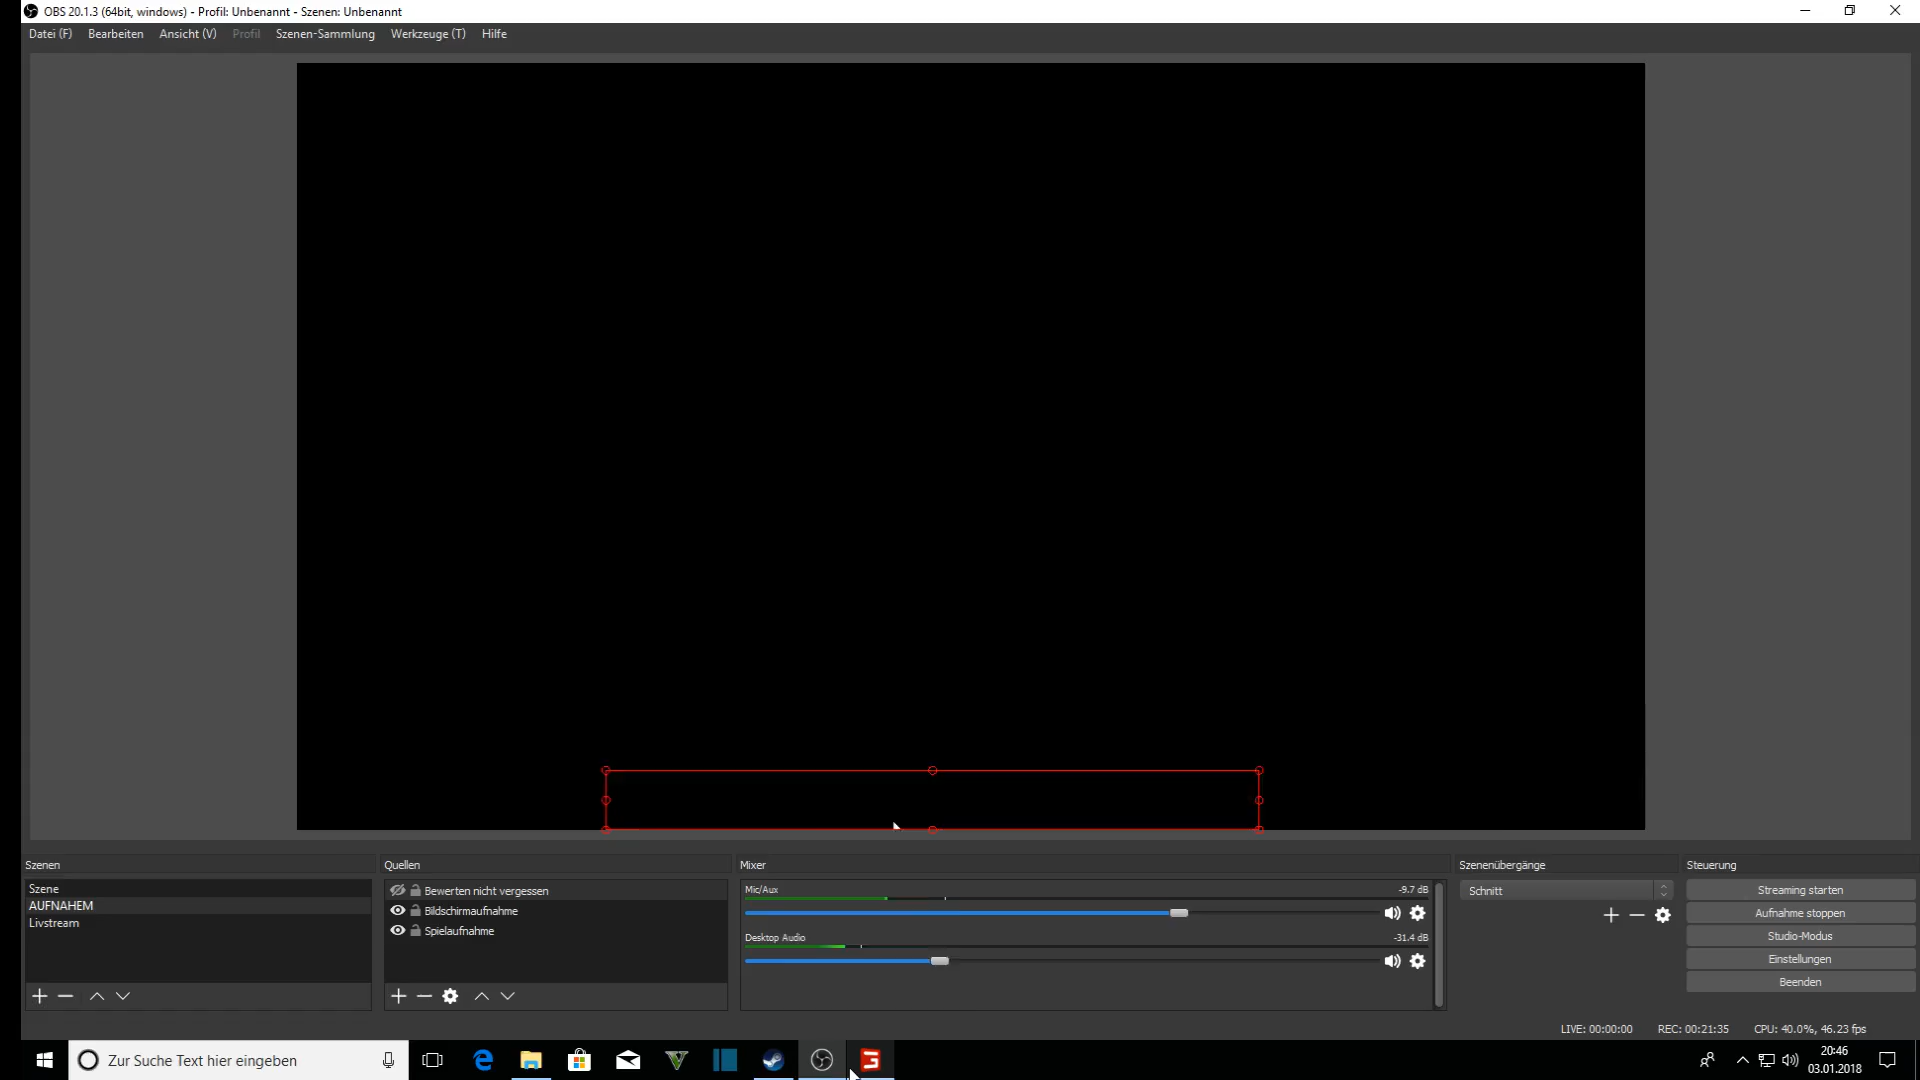 OBS 20.1.3 (64bit, windows) - Profil: Unbenannt - Szenen: Unbenannt
Datei (F) Bearbeiten Ansicht (V) Profil Szenen-Sammlung Werkzeuge (T) Hilfe
Szenen
Szene
AUFNAHEM
Livstream
Quellen
Bewerten nicht vergessen
Bildschirmaufnahme
Spielaufnahme
Mixer
Mic/Aux -9.7 dB
Desktop Audio -31.4 dB
Szenenübergänge
Schnitt
Steuerung
Streaming starten
Aufnahme stoppen
Studio-Modus
Einstellungen
Beenden
LIVE: 00:00:00 REC: 00:21:35 CPU: 40.0%, 46.23 fps
Zur Suche Text hier eingeben
20:46
03.01.2018